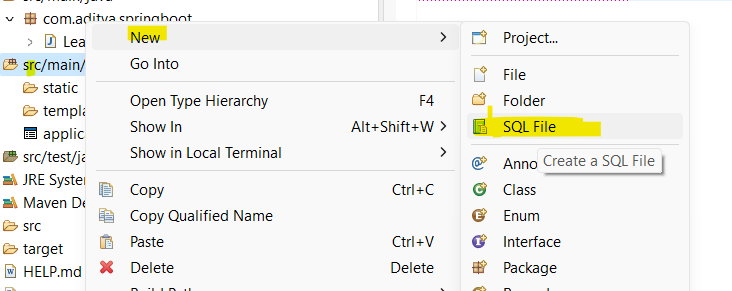 src/main/java
com.aditya.springboot
Lea
src/main/
static
templa
applic
src/test/ja
JRE System
Maven De
src
target
HELP.md
New
Go Into
Open Type Hierarchy F4
Show In Alt+Shift+W
Show in Local Terminal
Copy Ctrl+C
Copy Qualified Name
Paste Ctrl+V
Delete Delete
Build Path
Project...
File
Folder
SQL File
Anno
Create a SQL File
Class
Enum
Interface
Package